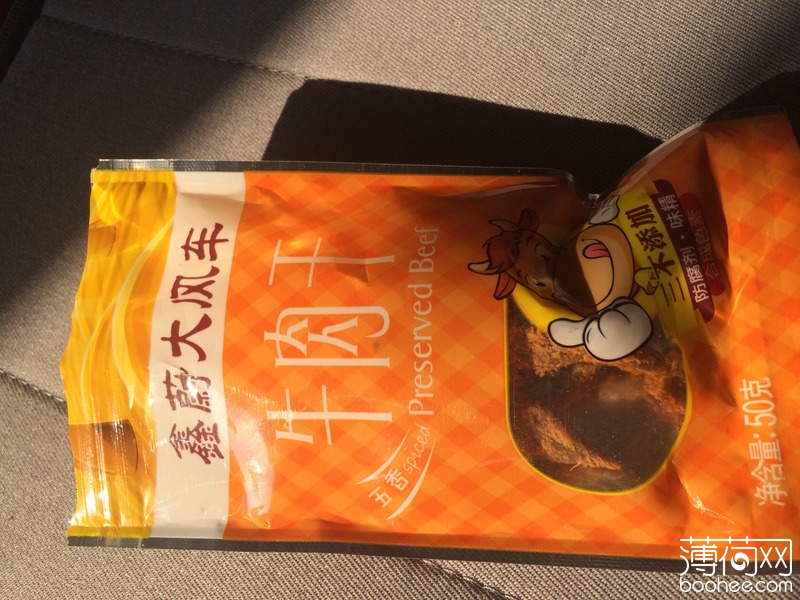 鑫蔚大风车
牛肉干
Preserved Beef
五香 spiced
三不添加
防腐剂·味精
合成色素
净含量:50克
薄荷网
boohee.com